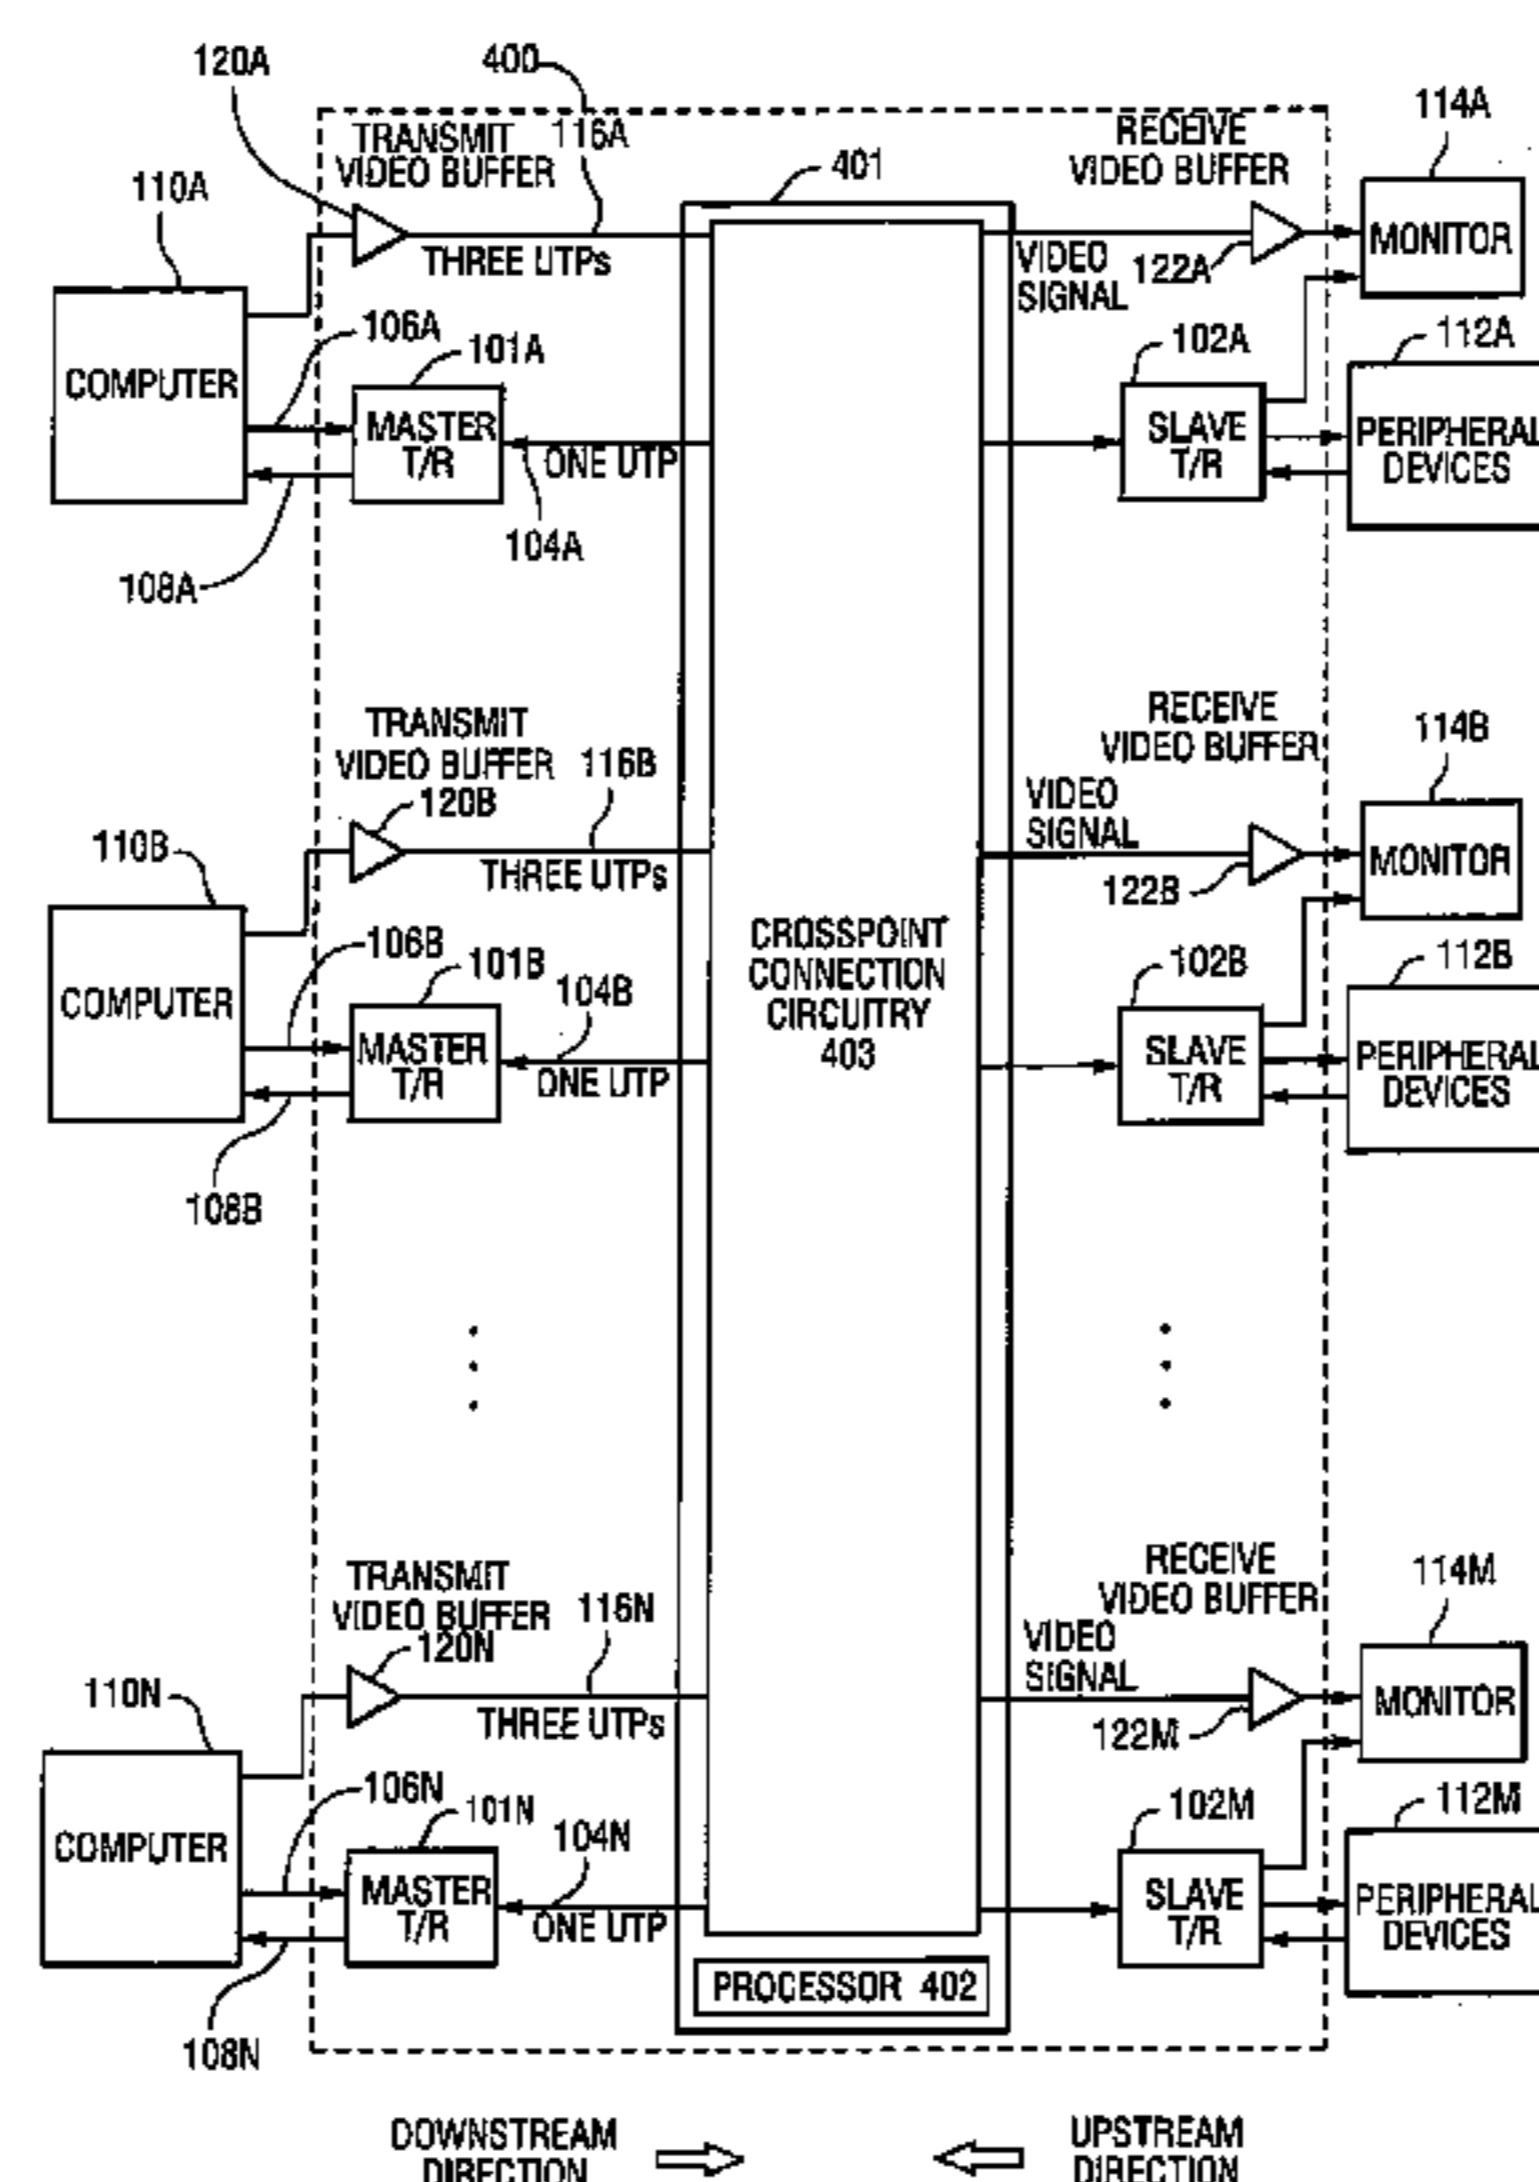 120A
400
114A
TRANSMIT
VIDEO BUFFER
116A
RECEIVE
VIDEO BUFFER
401
110A
MONITOR
THREE UTPs
VIDEO
SIGNAL
122A
106A
101A
102A
112A
COMPUTER
MASTER
T/R
ONE UTP
SLAVE
T/R
PERIPHERAL
DEVICES
104A
108A
TRANSMIT
VIDEO BUFFER
116B
RECEIVE
VIDEO BUFFER
114B
120B
VIDEO
SIGNAL
110B
MONITOR
THREE UTPs
122B
106B
101B
104B
CROSSPOINT
CONNECTION
CIRCUITRY
403
102B
112B
COMPUTER
MASTER
T/R
ONE UTP
SLAVE
T/R
PERIPHERAL
DEVICES
108B
TRANSMIT
VIDEO BUFFER
116N
RECEIVE
VIDEO BUFFER
114M
120N
VIDEO
SIGNAL
110N
MONITOR
THREE UTPs
122M
106N
101N
104N
102M
112M
COMPUTER
MASTER
T/R
ONE UTP
SLAVE
T/R
PERIPHERAL
DEVICES
PROCESSOR 402
108N
DOWNSTREAM
DIRECTION
UPSTREAM
DIRECTION